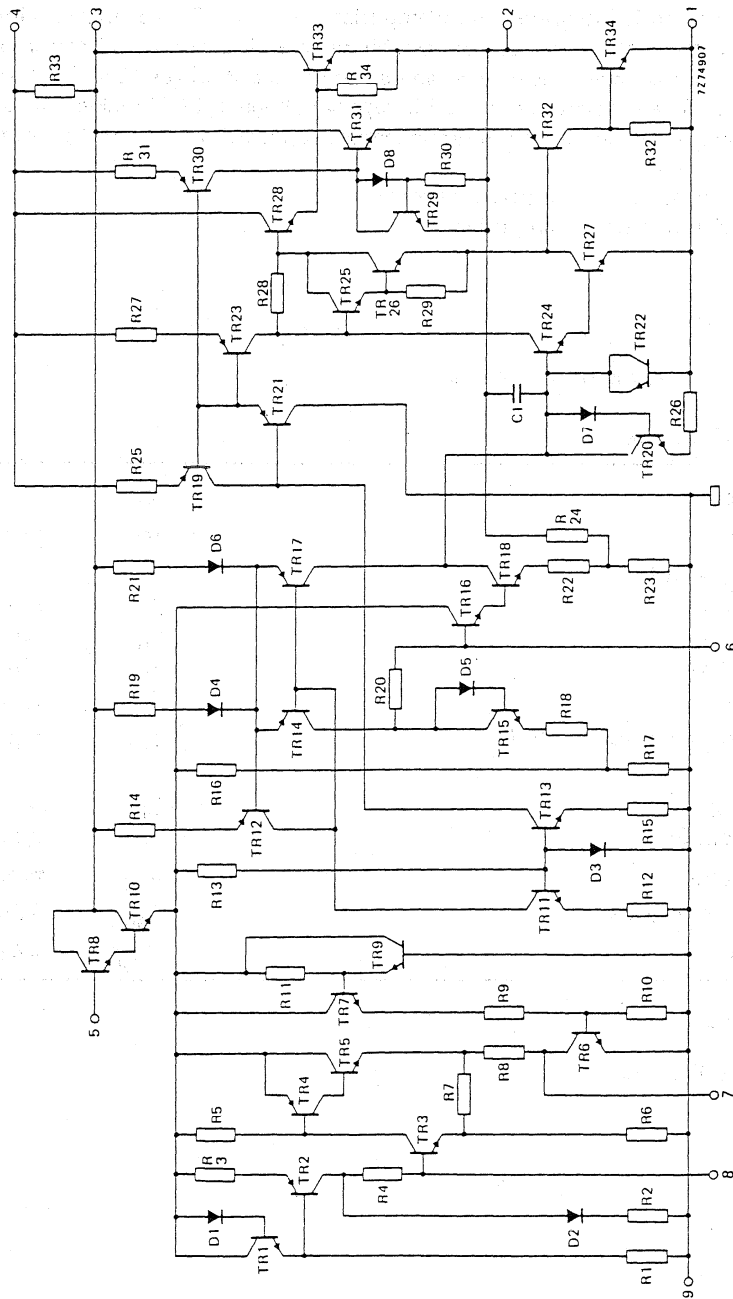 4
R33
3
5
TR8
TR10
R14
R19
R21
R25
R27
R
31
D1
R
3
R5
R13
R16
D4
D6
TR19
TR30
TR1
TR2
TR4
R11
TR12
TR14
TR17
TR21
TR23
R28
TR28
TR33
TR5
TR7
TR9
TR25
TR
26
R
34
TR31
R4
TR3
R20
R29
TR29
D8
R30
R7
D5
TR16
R8
R9
TR15
TR18
C1
2
D2
TR6
TR11
TR13
R18
R22
R
24
TR24
TR27
TR32
D3
D7
TR20
TR22
TR34
R1
R2
R6
R10
R12
R15
R17
R23
R26
R32
9
8
7
6
1
7Z74907